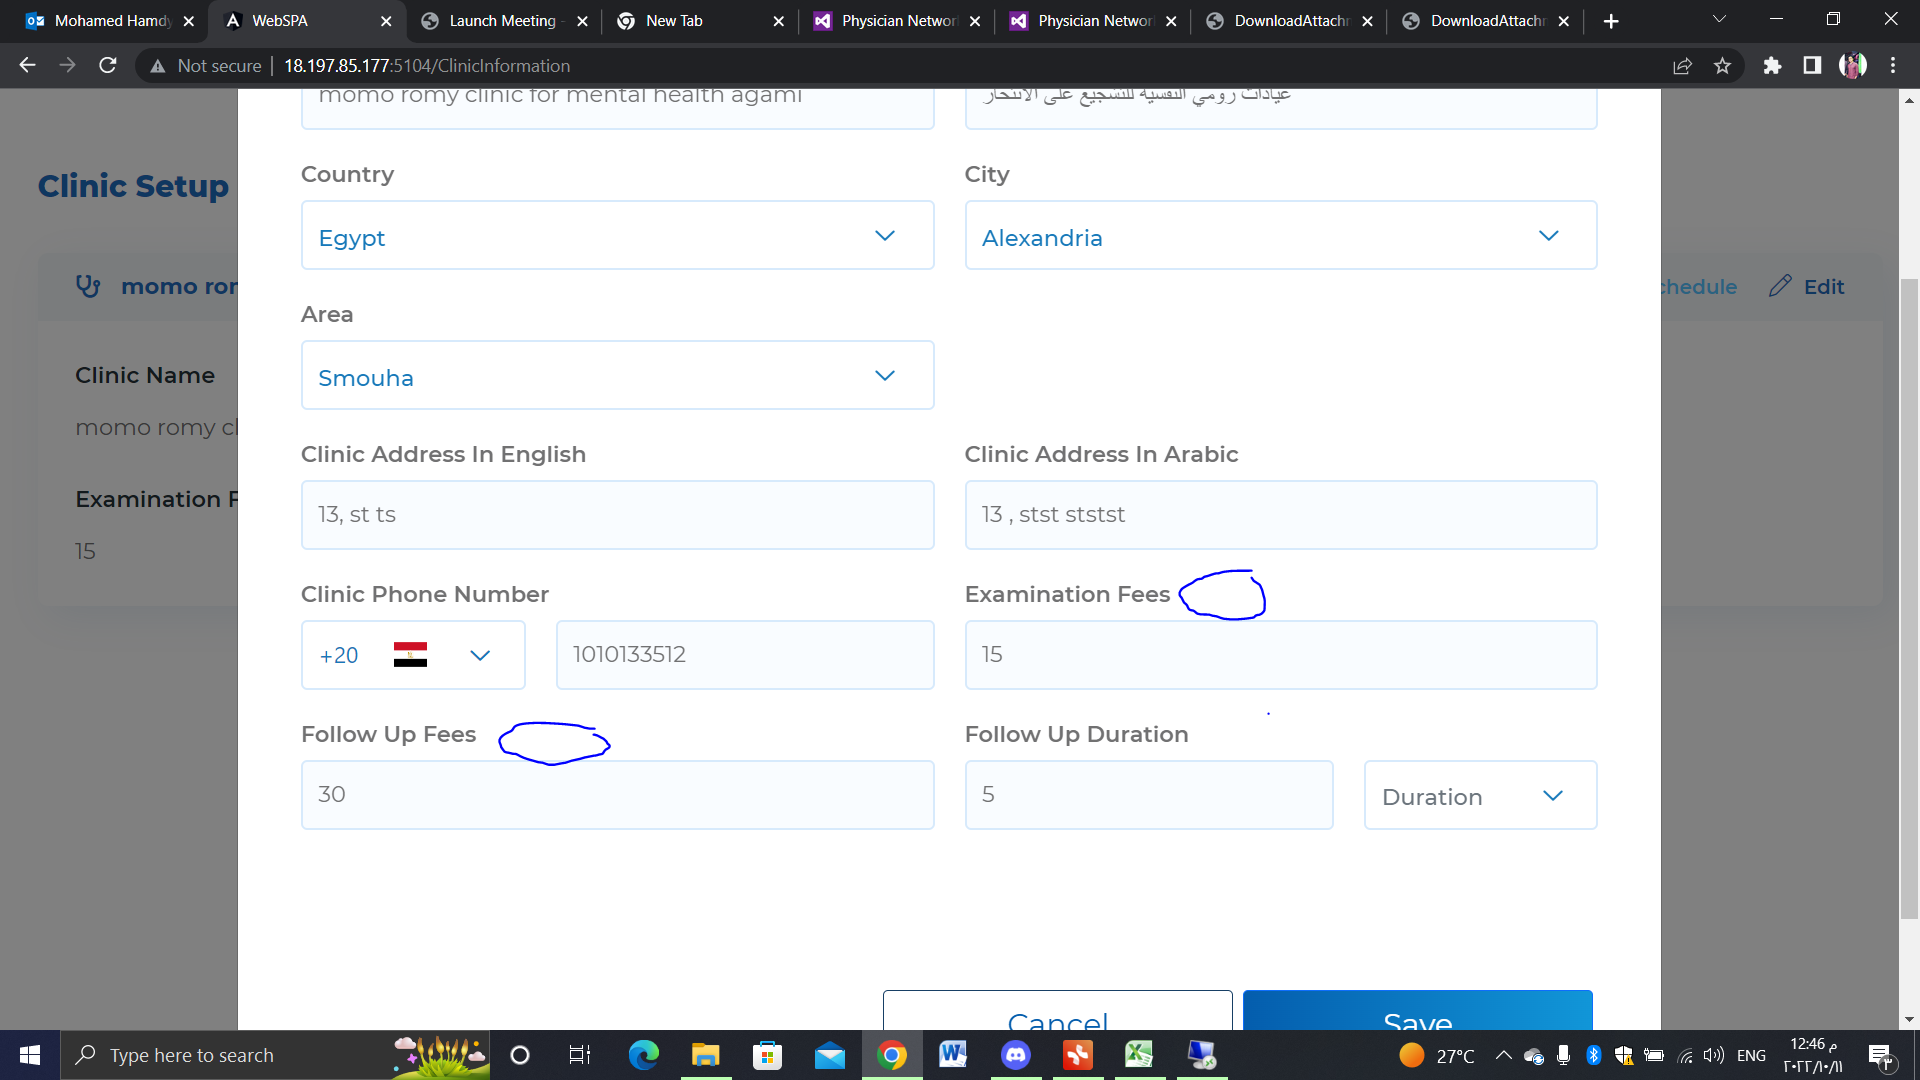 Mohamed Hamdy
WebSPA
Launch Meeting -
New Tab
Physician Networ
Physician Networ
DownloadAttachm
DownloadAttachm
Not secure
18.197.85.177:5104/ClinicInformation
momo romy clinic for mental health agami
عيادات رومي النفسية للتشجيع على الانتحار
Clinic Setup
Country
City
Egypt
Alexandria
momo ror
chedule
Edit
Area
Smouha
Clinic Name
momo romy cl
Clinic Address In English
Clinic Address In Arabic
13, st ts
13 , stst ststst
Examination F
15
Clinic Phone Number
Examination Fees
+20
1010133512
15
Follow Up Fees
Follow Up Duration
30
5
Duration
Cancel
Save
Type here to search
27°C
ENG
12:46 م
٢٠٢٢/١٠/١١
٣